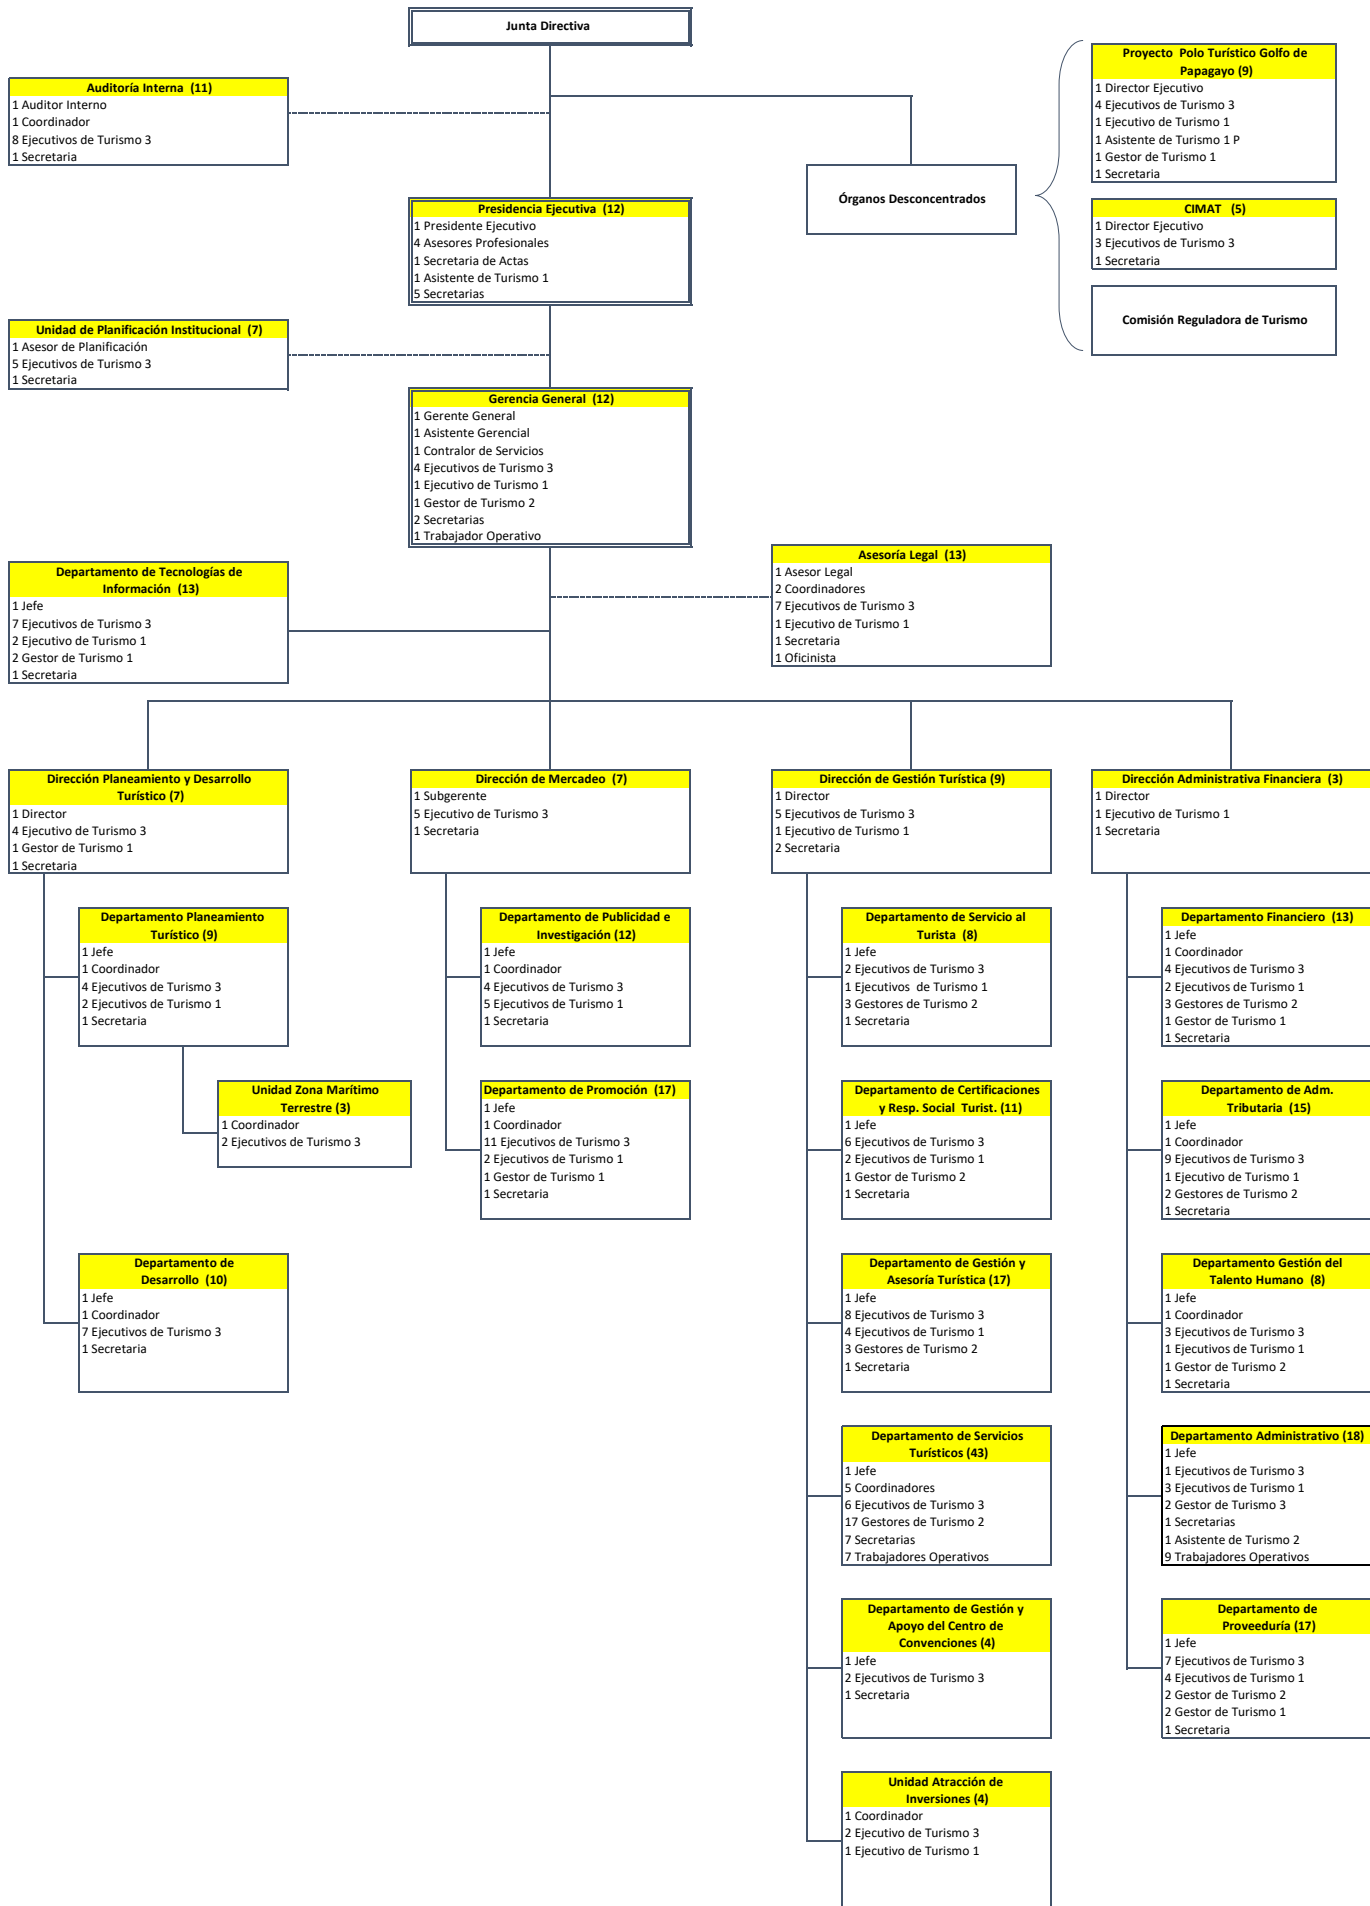 Junta Directiva
Auditoría Interna (11)
1 Auditor Interno
1 Coordinador
8 Ejecutivos de Turismo 3
1 Secretaria
Proyecto Polo Turístico Golfo de
Papagayo (9)
1 Director Ejecutivo
4 Ejecutivos de Turismo 3
1 Ejecutivo de Turismo 1
1 Asistente de Turismo 1 P
1 Gestor de Turismo 1
1 Secretaria
Órganos Desconcentrados
CIMAT (5)
1 Director Ejecutivo
3 Ejecutivos de Turismo 3
1 Secretaria
Comisión Reguladora de Turismo
Presidencia Ejecutiva (12)
1 Presidente Ejecutivo
4 Asesores Profesionales
1 Secretaria de Actas
1 Asistente de Turismo 1
5 Secretarias
Unidad de Planificación Institucional (7)
1 Asesor de Planificación
5 Ejecutivos de Turismo 3
1 Secretaria
Gerencia General (12)
1 Gerente General
1 Asistente Gerencial
1 Contralor de Servicios
4 Ejecutivos de Turismo 3
1 Ejecutivo de Turismo 1
1 Gestor de Turismo 2
2 Secretarias
1 Trabajador Operativo
Asesoría Legal (13)
1 Asesor Legal
2 Coordinadores
7 Ejecutivos de Turismo 3
1 Ejecutivo de Turismo 1
1 Secretaria
1 Oficinista
Departamento de Tecnologías de
Información (13)
1 Jefe
7 Ejecutivos de Turismo 3
2 Ejecutivo de Turismo 1
2 Gestor de Turismo 1
1 Secretaria
Dirección Planeamiento y Desarrollo
Turístico (7)
1 Director
4 Ejecutivo de Turismo 3
1 Gestor de Turismo 1
1 Secretaria
Dirección de Mercadeo (7)
1 Subgerente
5 Ejecutivo de Turismo 3
1 Secretaria
Dirección de Gestión Turística (9)
1 Director
5 Ejecutivos de Turismo 3
1 Ejecutivo de Turismo 1
2 Secretaria
Dirección Administrativa Financiera (3)
1 Director
1 Ejecutivo de Turismo 1
1 Secretaria
Departamento Planeamiento
Turístico (9)
1 Jefe
1 Coordinador
4 Ejecutivos de Turismo 3
2 Ejecutivos de Turismo 1
1 Secretaria
Departamento de Publicidad e
Investigación (12)
1 Jefe
1 Coordinador
4 Ejecutivos de Turismo 3
5 Ejecutivos de Turismo 1
1 Secretaria
Departamento de Servicio al
Turista (8)
1 Jefe
2 Ejecutivos de Turismo 3
1 Ejecutivos de Turismo 1
3 Gestores de Turismo 2
1 Secretaria
Departamento Financiero (13)
1 Jefe
1 Coordinador
4 Ejecutivos de Turismo 3
2 Ejecutivos de Turismo 1
3 Gestores de Turismo 2
1 Gestor de Turismo 1
1 Secretaria
Unidad Zona Marítimo
Terrestre (3)
1 Coordinador
2 Ejecutivos de Turismo 3
Departamento de Promoción (17)
1 Jefe
1 Coordinador
11 Ejecutivos de Turismo 3
2 Ejecutivos de Turismo 1
1 Gestor de Turismo 1
1 Secretaria
Departamento de Certificaciones
y Resp. Social Turist. (11)
1 Jefe
6 Ejecutivos de Turismo 3
2 Ejecutivos de Turismo 1
1 Gestor de Turismo 2
1 Secretaria
Departamento de Adm.
Tributaria (15)
1 Jefe
1 Coordinador
9 Ejecutivos de Turismo 3
1 Ejecutivo de Turismo 1
2 Gestores de Turismo 2
1 Secretaria
Departamento de
Desarrollo (10)
1 Jefe
1 Coordinador
7 Ejecutivos de Turismo 3
1 Secretaria
Departamento de Gestión y
Asesoría Turística (17)
1 Jefe
8 Ejecutivos de Turismo 3
4 Ejecutivos de Turismo 1
3 Gestores de Turismo 2
1 Secretaria
Departamento Gestión del
Talento Humano (8)
1 Jefe
1 Coordinador
3 Ejecutivos de Turismo 3
1 Ejecutivos de Turismo 1
1 Gestor de Turismo 2
1 Secretaria
Departamento de Servicios
Turísticos (43)
1 Jefe
5 Coordinadores
6 Ejecutivos de Turismo 3
17 Gestores de Turismo 2
7 Secretarias
7 Trabajadores Operativos
Departamento Administrativo (18)
1 Jefe
1 Ejecutivos de Turismo 3
3 Ejecutivos de Turismo 1
2 Gestor de Turismo 3
1 Secretarias
1 Asistente de Turismo 2
9 Trabajadores Operativos
Departamento de Gestión y
Apoyo del Centro de
Convenciones (4)
1 Jefe
2 Ejecutivos de Turismo 3
1 Secretaria
Departamento de
Proveeduría (17)
1 Jefe
7 Ejecutivos de Turismo 3
4 Ejecutivos de Turismo 1
2 Gestor de Turismo 2
2 Gestor de Turismo 1
1 Secretaria
Unidad Atracción de
Inversiones (4)
1 Coordinador
2 Ejecutivo de Turismo 3
1 Ejecutivo de Turismo 1